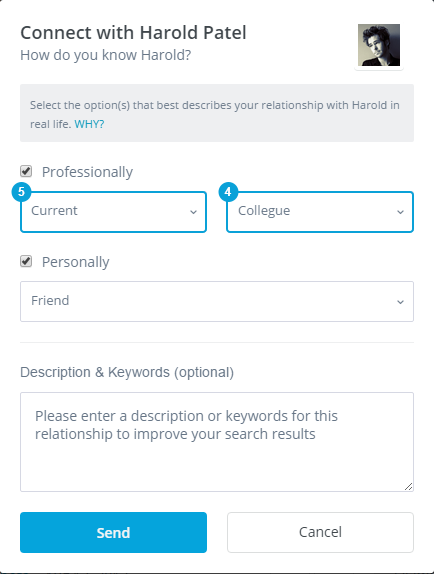 Connect with Harold Patel
How do you know Harold?
Select the option(s) that best describes your relationship with Harold in
real life. WHY?
Professionally
5
4
Current
Collegue
Personally
Friend
Description & Keywords (optional)
Please enter a description or keywords for this
relationship to improve your search results
Send
Cancel